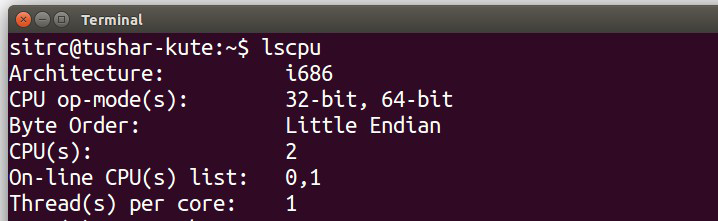 Terminal
sitrc@tushar-kute:~$ lscpu
Architecture: i686
CPU op-mode(s): 32-bit, 64-bit
Byte Order: Little Endian
CPU(s): 2
On-line CPU(s) list: 0,1
Thread(s) per core: 1